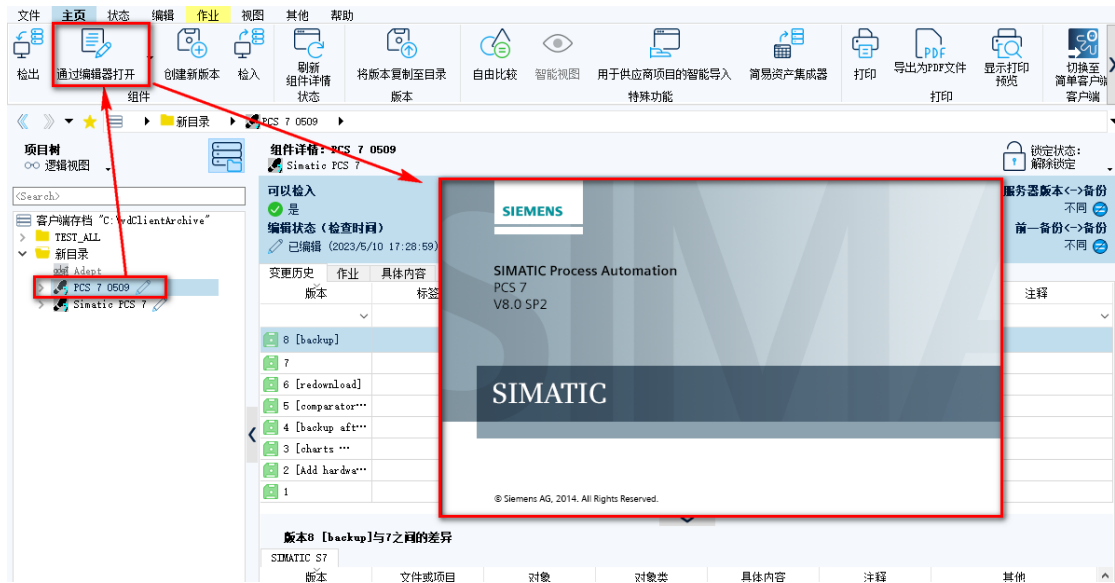 文件 主页 状态 编辑 作业 视图 其他 帮助
检出 通过编辑器打开 创建新版本 检入 刷新 组件详情 将版本复制至目录 自由比较 智能视图 用于供应商项目的智能导入 简易资产集成器 打印 导出为PDF文件 显示打印 预览 切换至 简单客户端
组件 状态 版本 特殊功能 打印 客户端
新目录 PCS 7 0509
项目树
逻辑视图
组件详情: PCS 7 0509
Simatic PCS 7
锁定状态:
解除锁定
<Search>
客户端存档 "C:\vdClientArchive"
TEST_ALL
新目录
Adept
PCS 7 0509
Simatic PCS 7
可以检入
是
编辑状态（检查时间）
已编辑（2023/5/10 17:28:59）
服务器版本<->备份
不同
前一备份<->备份
不同
变更历史 作业 具体内容
版本 标签 注释
8 [backup]
7
6 [redownload]
5 [comparator···
4 [backup aft···
3 [charts ···
2 [Add hardwa···
1
SIEMENS
SIMATIC Process Automation
PCS 7
V8.0 SP2
SIMATIC
© Siemens AG, 2014. All Rights Reserved.
版本8 [backup]与7之间的差异
SIMATIC S7
版本 文件或项目 对象 对象类 具体内容 注释 其他